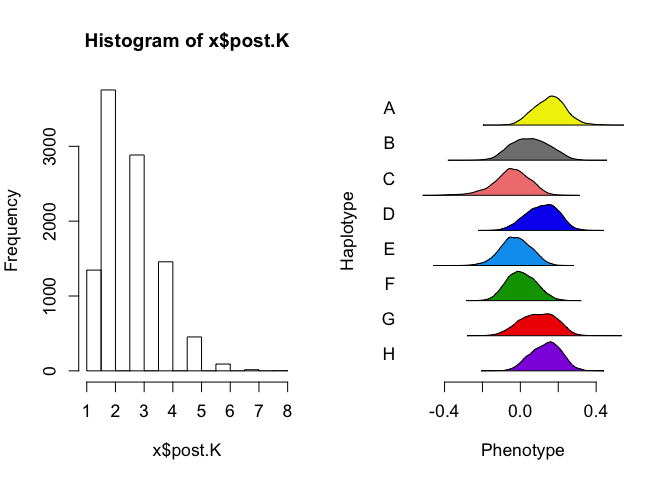 Histogram of x$post.K
Frequency
0 1000 2000 3000
1 2 3 4 5 6 7 8
x$post.K
Haplotype
A
B
C
D
E
F
G
H
-0.4 0.0 0.4
Phenotype